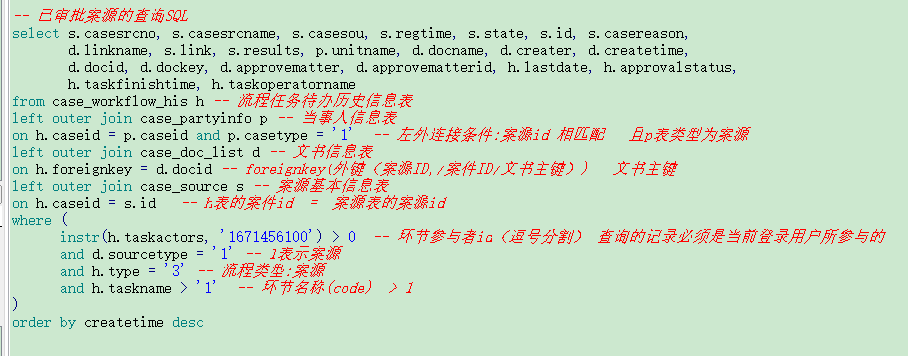 -- 已审批案源的查询SQL
select s.casesrcno, s.casesrcname, s.casesou, s.regtime, s.state, s.id, s.casereason,
d.linkname, s.link, s.results, p.unitname, d.docname, d.creater, d.createtime,
d.docid, d.dockey, d.approvematter, d.approvematterid, h.lastdate, h.approvalstatus,
h.taskfinishtime, h.taskoperatorname
from case_workflow_his h -- 流程任务待办历史信息表
left outer join case_partyinfo p -- 当事人信息表
on h.caseid = p.caseid and p.casetype = '1' -- 左外连接条件:案源id 相匹配 且p表类型为案源
left outer join case_doc_list d -- 文书信息表
on h.foreignkey = d.docid -- foreignkey(外键（案源ID,/案件ID/文书主键）) 文书主键
left outer join case_source s -- 案源基本信息表
on h.caseid = s.id -- h表的案件id = 案源表的案源id
where (
instr(h.taskactors, '1671456100') > 0 -- 环节参与者id（逗号分割） 查询的记录必须是当前登录用户所参与的
and d.sourcetype = '1' -- 1表示案源
and h.type = '3' -- 流程类型:案源
and h.taskname > '1' -- 环节名称(code) > 1
)
order by createtime desc